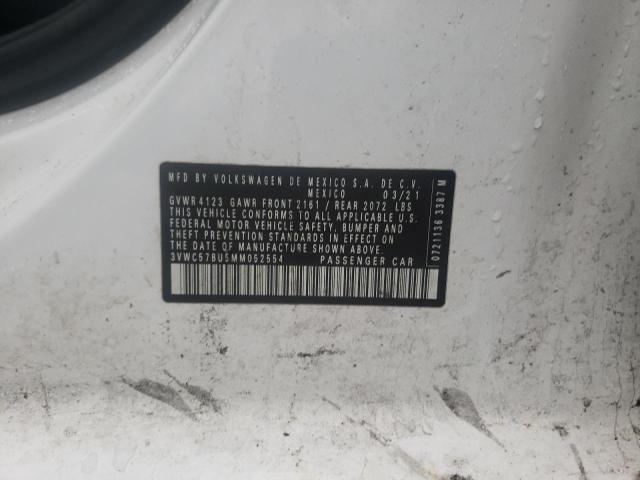 MFD BY VOLKSWAGEN DE MEXICO S.A. DE C.V.
MEXICO 03/21
GVWR 4123 GAWR FRONT 2161 / REAR 2072 LBS
THIS VEHICLE CONFORMS TO ALL APPLICABLE U.S.
FEDERAL MOTOR VEHICLE SAFETY, BUMPER AND
THEFT PREVENTION STANDARDS IN EFFECT ON THE
DATE OF MANUFACTURE SHOWN ABOVE.
3VWC57BU5MM052554 PASSENGER CAR
0721136 3387 M